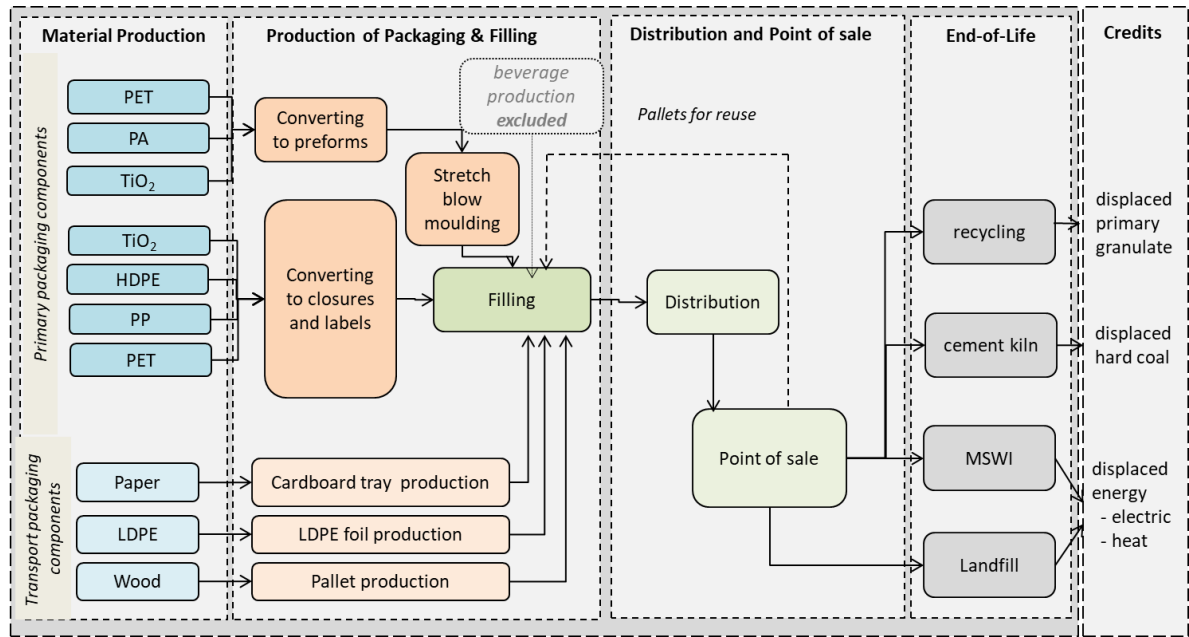 Material Production
Production of Packaging & Filling
Distribution and Point of sale
End-of-Life
Credits
Primary packaging components
PET
PA
TiO₂
TiO₂
HDPE
PP
PET
Converting
to preforms
beverage
production
excluded
Stretch
blow
moulding
Converting
to closures
and labels
Filling
Pallets for reuse
Distribution
Point of sale
recycling
cement kiln
MSWI
Landfill
displaced
primary
granulate
displaced
hard coal
displaced
energy
- electric
- heat
Transport packaging
components
Paper
LDPE
Wood
Cardboard tray production
LDPE foil production
Pallet production